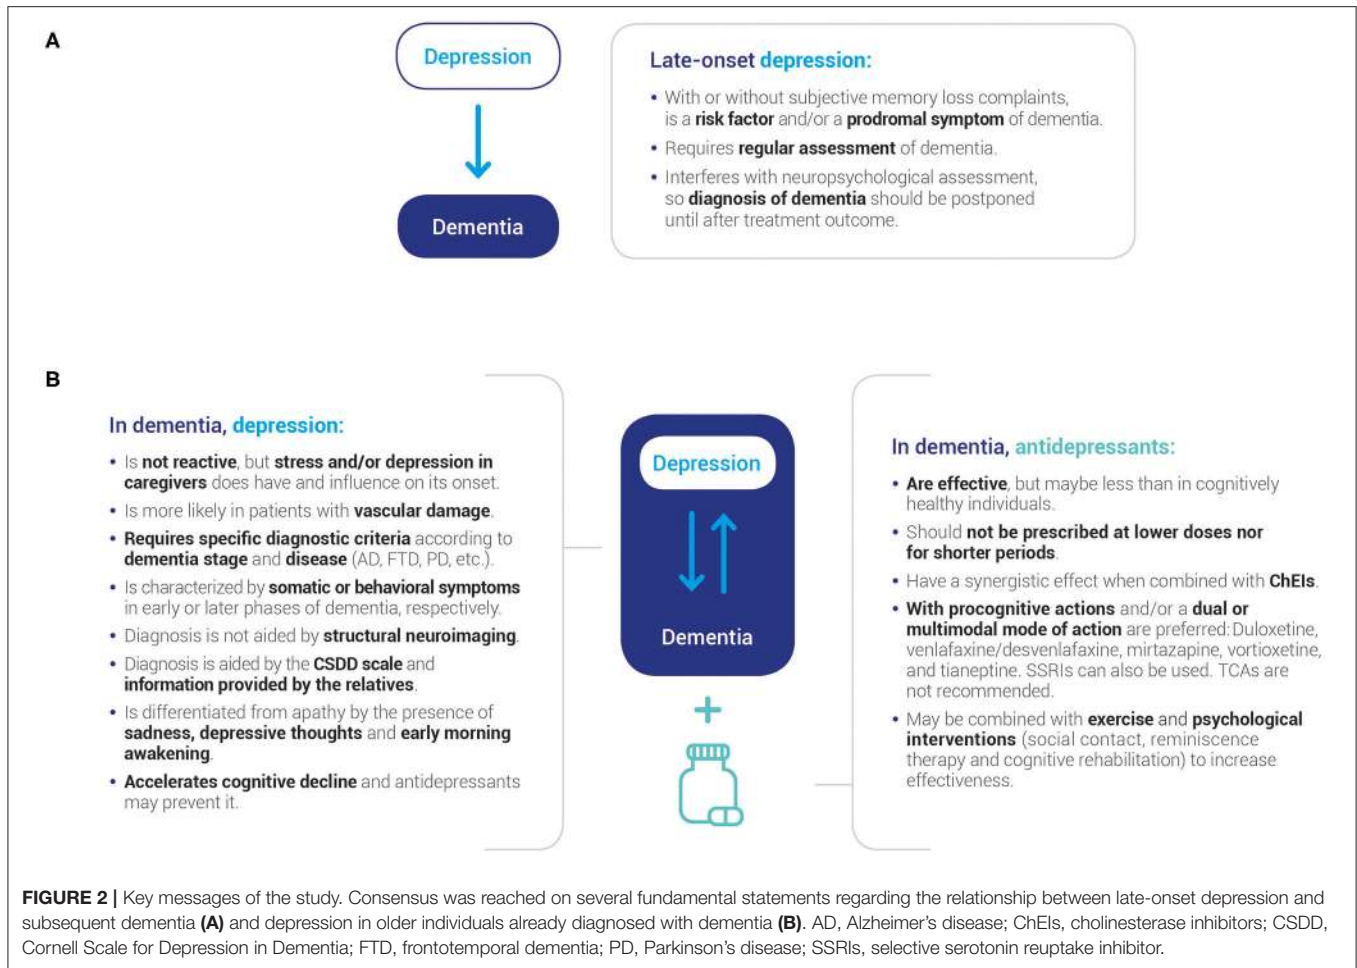 A
Depression
Dementia
Late-onset depression:
• With or without subjective memory loss complaints,
is a risk factor and/or a prodromal symptom of dementia.
• Requires regular assessment of dementia.
• Interferes with neuropsychological assessment,
so diagnosis of dementia should be postponed
until after treatment outcome.
B
In dementia, depression:
• Is not reactive, but stress and/or depression in
caregivers does have and influence on its onset.
• Is more likely in patients with vascular damage.
• Requires specific diagnostic criteria according to
dementia stage and disease (AD, FTD, PD, etc.).
• Is characterized by somatic or behavioral symptoms
in early or later phases of dementia, respectively.
• Diagnosis is not aided by structural neuroimaging.
• Diagnosis is aided by the CSDD scale and
information provided by the relatives.
• Is differentiated from apathy by the presence of
sadness, depressive thoughts and early morning
awakening.
• Accelerates cognitive decline and antidepressants
may prevent it.
Depression
Dementia
+
In dementia, antidepressants:
• Are effective, but maybe less than in cognitively
healthy individuals.
• Should not be prescribed at lower doses nor
for shorter periods.
• Have a synergistic effect when combined with ChEIs.
• With procognitive actions and/or a dual or
multimodal mode of action are preferred: Duloxetine,
venlafaxine/desvenlafaxine, mirtazapine, vortioxetine,
and tianeptine. SSRIs can also be used. TCAs are
not recommended.
• May be combined with exercise and psychological
interventions (social contact, reminiscence
therapy and cognitive rehabilitation) to increase
effectiveness.
FIGURE 2 | Key messages of the study. Consensus was reached on several fundamental statements regarding the relationship between late-onset depression and
subsequent dementia (A) and depression in older individuals already diagnosed with dementia (B). AD, Alzheimer's disease; ChEIs, cholinesterase inhibitors; CSDD,
Cornell Scale for Depression in Dementia; FTD, frontotemporal dementia; PD, Parkinson's disease; SSRIs, selective serotonin reuptake inhibitor.